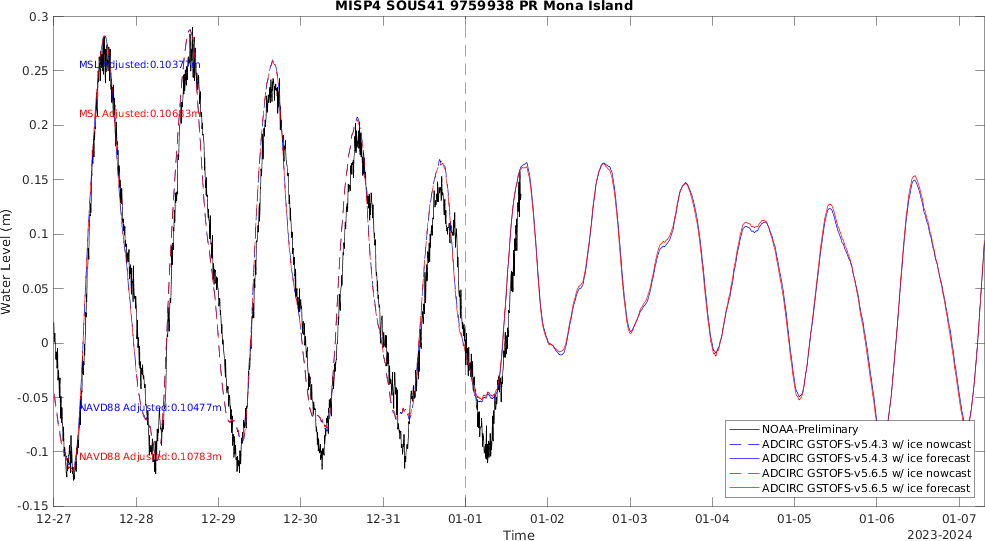 MISP4 SOUS41 9759938 PR Mona Island
0.3
0.25
0.2
0.15
0.1
0.05
0
-0.05
-0.1
-0.15
Water Level (m)
MSL Adjusted:0.10377m
MSL Adjusted:0.10683m
NAVD88 Adjusted:0.10477m
NAVD88 Adjusted:0.10783m
NOAA-Preliminary
ADCIRC GSTOFS-v5.4.3 w/ ice nowcast
ADCIRC GSTOFS-v5.4.3 w/ ice forecast
ADCIRC GSTOFS-v5.6.5 w/ ice nowcast
ADCIRC GSTOFS-v5.6.5 w/ ice forecast
12-27 12-28 12-29 12-30 12-31 01-01 01-02 01-03 01-04 01-05 01-06 01-07
Time
2023-2024